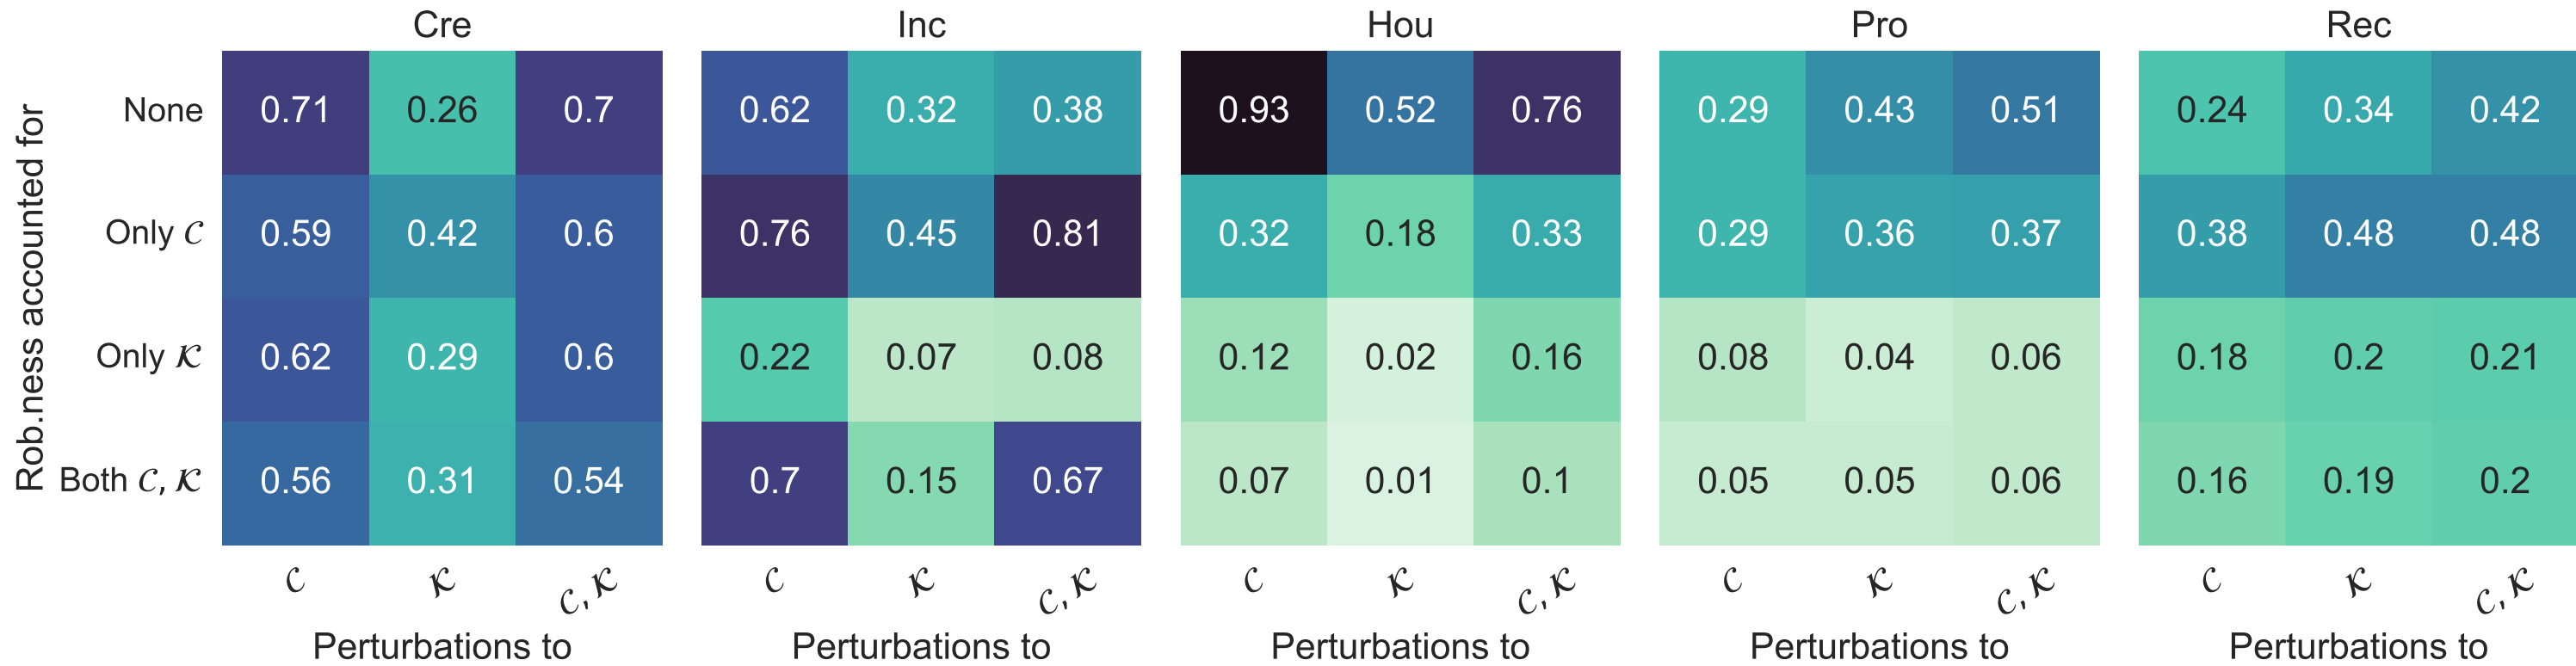 Cre Inc Hou Pro Rec
Rob.ness accounted for
None 0.71 0.26 0.7 0.62 0.32 0.38 0.93 0.52 0.76 0.29 0.43 0.51 0.24 0.34 0.42
Only 𝒞 0.59 0.42 0.6 0.76 0.45 0.81 0.32 0.18 0.33 0.29 0.36 0.37 0.38 0.48 0.48
Only 𝒦 0.62 0.29 0.6 0.22 0.07 0.08 0.12 0.02 0.16 0.08 0.04 0.06 0.18 0.2 0.21
Both 𝒞, 𝒦 0.56 0.31 0.54 0.7 0.15 0.67 0.07 0.01 0.1 0.05 0.05 0.06 0.16 0.19 0.2
𝒞 𝒦 𝒞, 𝒦 𝒞 𝒦 𝒞, 𝒦 𝒞 𝒦 𝒞, 𝒦 𝒞 𝒦 𝒞, 𝒦 𝒞 𝒦 𝒞, 𝒦
Perturbations to Perturbations to Perturbations to Perturbations to Perturbations to